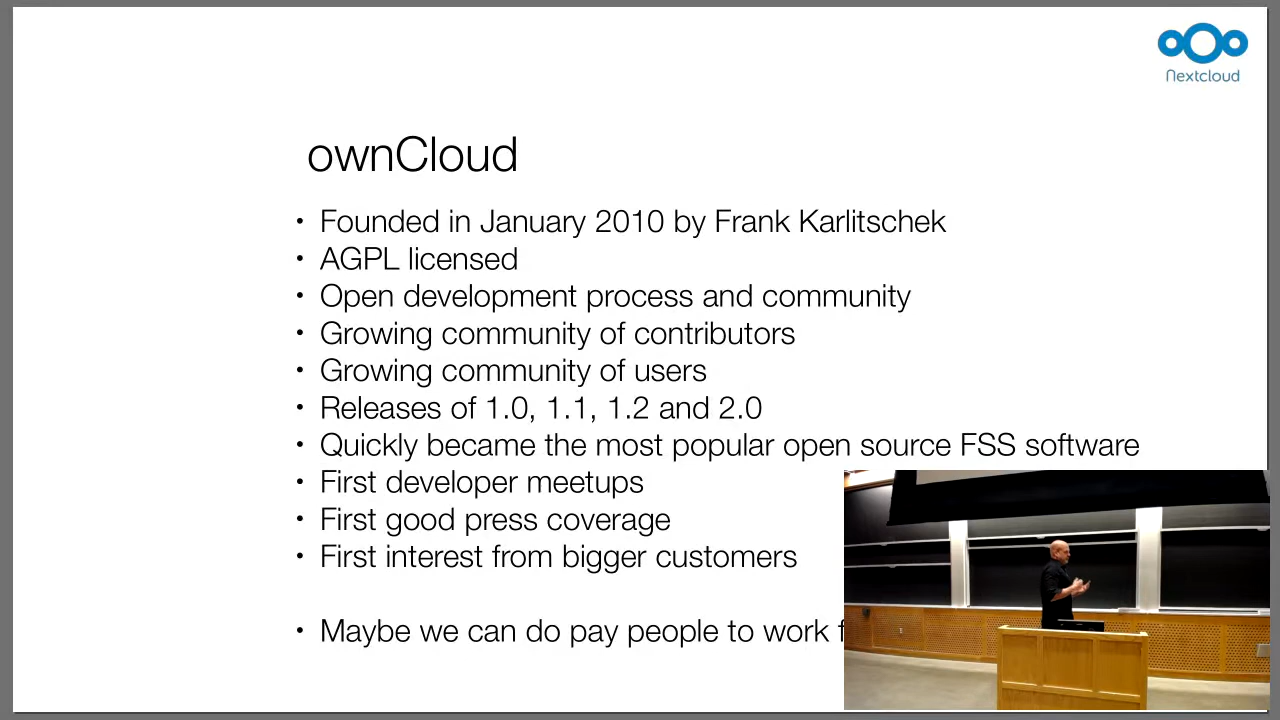 Nextcloud
ownCloud
• Founded in January 2010 by Frank Karlitschek
• AGPL licensed
• Open development process and community
• Growing community of contributors
• Growing community of users
• Releases of 1.0, 1.1, 1.2 and 2.0
• Quickly became the most popular open source FSS software
• First developer meetups
• First good press coverage
• First interest from bigger customers
• Maybe we can do pay people to work